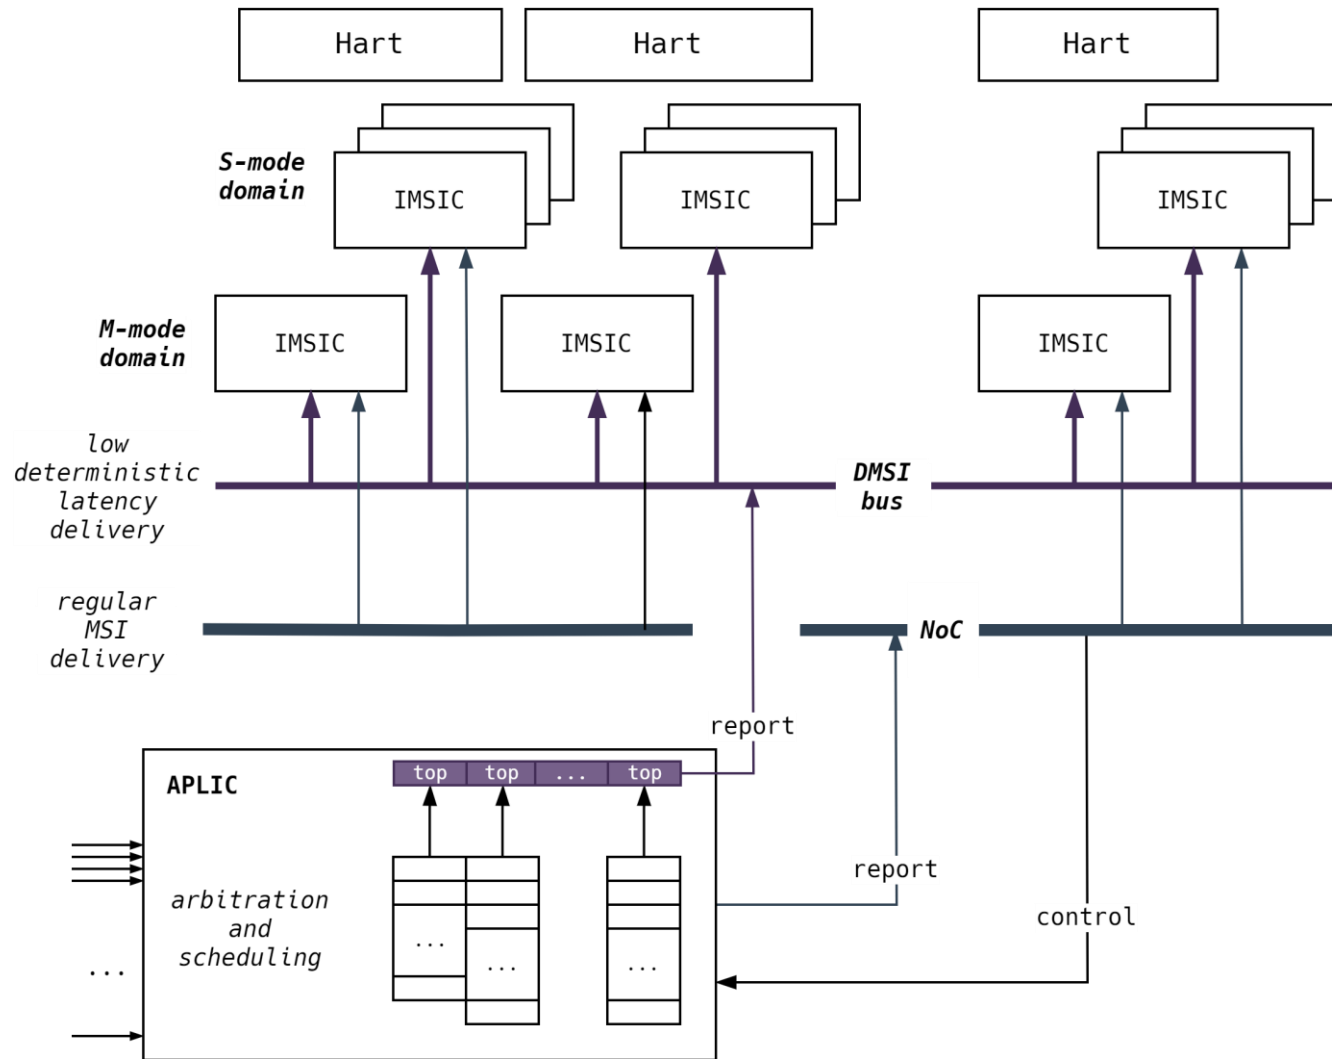 Hart
Hart
Hart
S-mode
domain
IMSIC
IMSIC
IMSIC
M-mode
domain
IMSIC
IMSIC
IMSIC
low
deterministic
latency
delivery
DMSI
bus
regular
MSI
delivery
NoC
report
APLIC
top
top
...
top
report
arbitration
and
scheduling
...
...
...
control
...